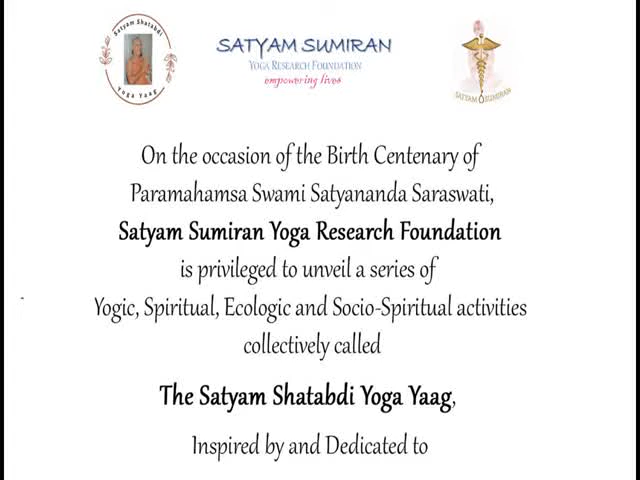 Satyam Shatabdi
Yoga Yaag
SATYAM SUMIRAN
YOGA RESEARCH FOUNDATION
empowering lives
SATYAM SUMIRAN
On the occasion of the Birth Centenary of
Paramahamsa Swami Satyananda Saraswati,
Satyam Sumiran Yoga Research Foundation
is privileged to unveil a series of
Yogic, Spiritual, Ecologic and Socio-Spiritual activities
collectively called
The Satyam Shatabdi Yoga Yaag,
Inspired by and Dedicated to